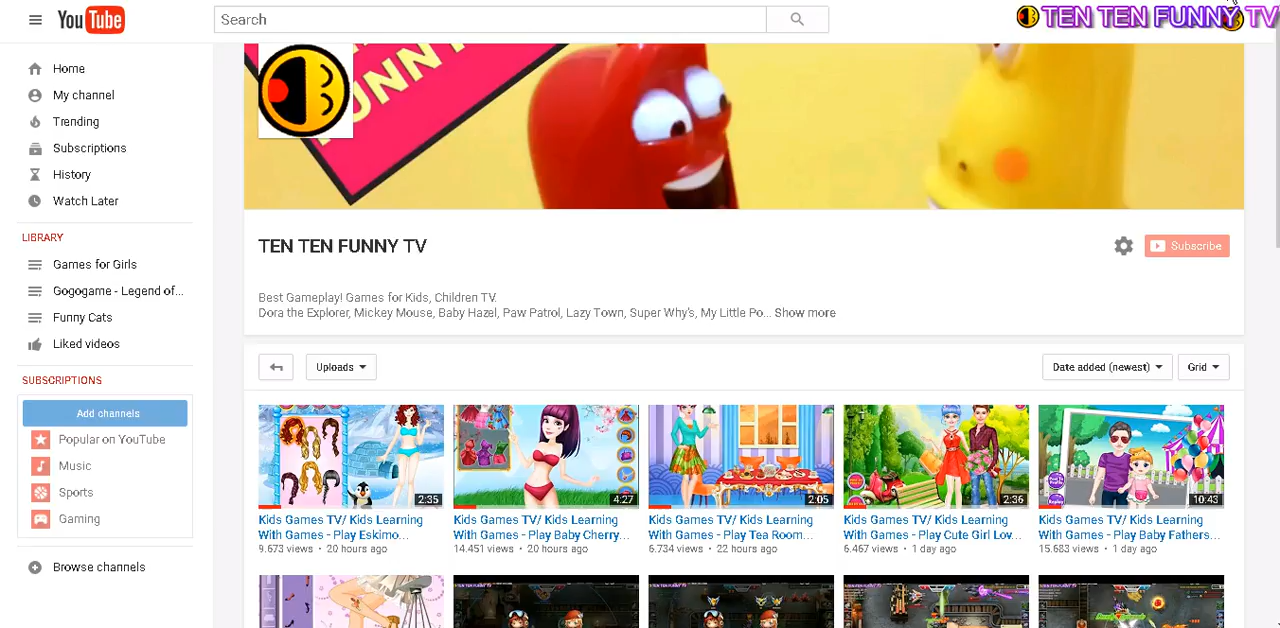 YouTube
Search
TEN TEN FUNNY TV
Home
My channel
Trending
Subscriptions
History
Watch Later
LIBRARY
Games for Girls
Gogogame - Legend of...
Funny Cats
Liked videos
SUBSCRIPTIONS
Add channels
Popular on YouTube
Music
Sports
Gaming
Browse channels
FUNNY
TEN TEN FUNNY TV
Subscribe
Best Gameplay! Games for Kids, Children TV.
Dora the Explorer, Mickey Mouse, Baby Hazel, Paw Patrol, Lazy Town, Super Why's, My Little Po... Show more
Uploads
Date added (newest)
Grid
2:35
4:27
2:05
2:36
10:43
Kids Games TV/ Kids Learning
With Games - Play Eskimo...
9.673 views • 20 hours ago
Kids Games TV/ Kids Learning
With Games - Play Baby Cherry...
14.451 views • 20 hours ago
Kids Games TV/ Kids Learning
With Games - Play Tea Room...
6.734 views • 22 hours ago
Kids Games TV/ Kids Learning
With Games - Play Cute Girl Lov...
6.467 views • 1 day ago
Kids Games TV/ Kids Learning
With Games - Play Baby Fathers...
15.683 views • 1 day ago